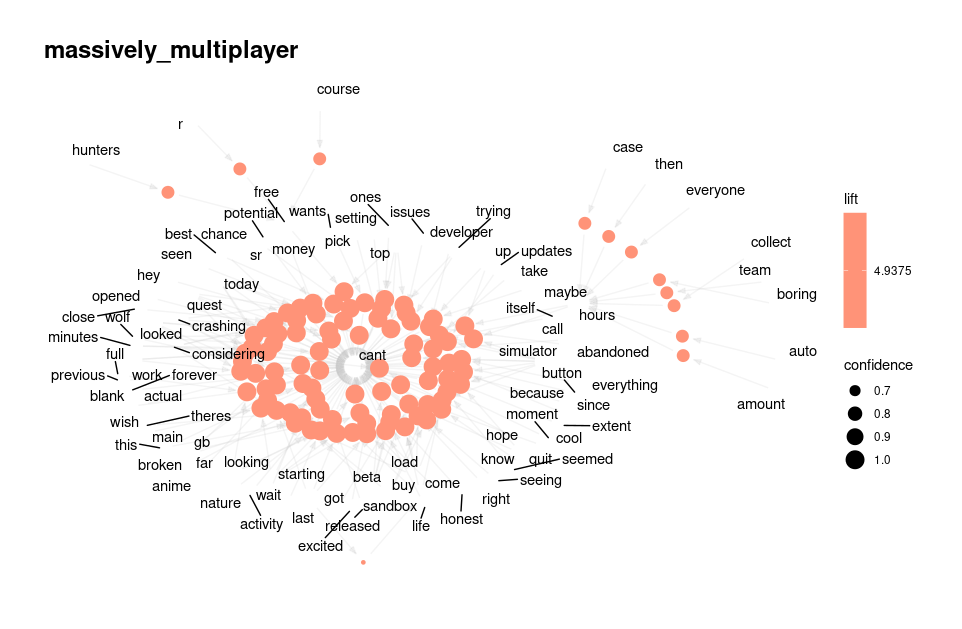 massively_multiplayer
course
r
hunters
case
then
everyone
free
ones
potential
wants
setting
issues
trying
best
chance
developer
seen
sr
money
pick
top
up
updates
take
collect
team
boring
hey
today
maybe
opened
quest
itself
hours
close
wolf
crashing
call
minutes
looked
full
considering
cant
simulator
abandoned
auto
previous
work
forever
button
everything
blank
actual
because
since
amount
wish
theres
moment
extent
this
main
gb
hope
cool
broken
far
looking
load
know
quit
seemed
anime
starting
beta
buy
come
seeing
nature
wait
got
sandbox
right
activity
last
released
life
honest
excited
lift
4.9375
confidence
0.7
0.8
0.9
1.0